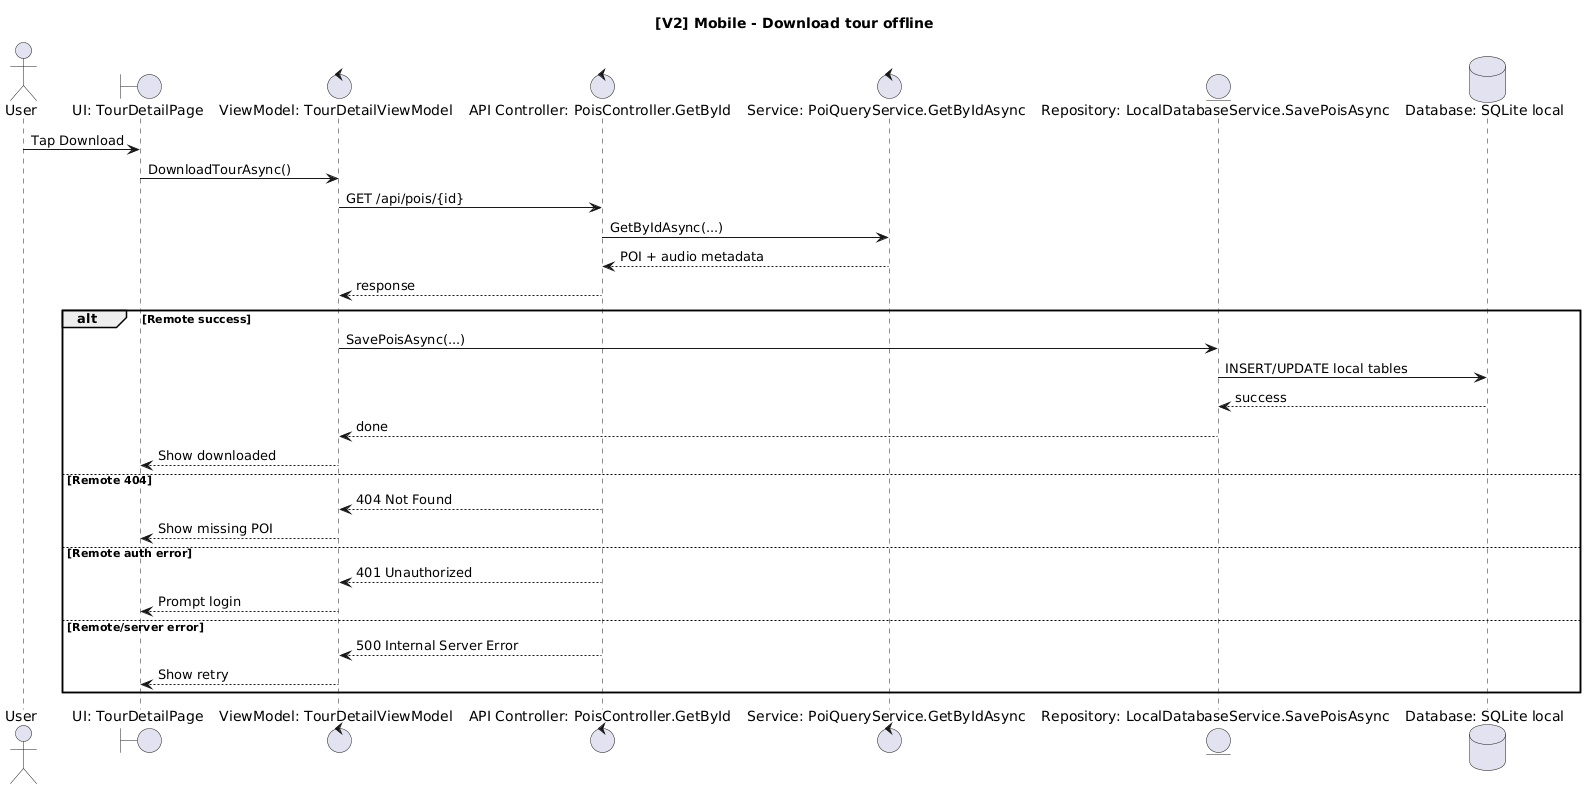 [V2] Mobile - Download tour offline
User
UI: TourDetailPage
ViewModel: TourDetailViewModel
API Controller: PoisController.GetById
Service: PoiQueryService.GetByIdAsync
Repository: LocalDatabaseService.SavePoisAsync
Database: SQLite local
Tap Download
DownloadTourAsync()
GET /api/pois/{id}
GetByIdAsync(...)
POI + audio metadata
response
alt
[Remote success]
SavePoisAsync(...)
INSERT/UPDATE local tables
success
done
Show downloaded
[Remote 404]
404 Not Found
Show missing POI
[Remote auth error]
401 Unauthorized
Prompt login
[Remote/server error]
500 Internal Server Error
Show retry
User
UI: TourDetailPage
ViewModel: TourDetailViewModel
API Controller: PoisController.GetById
Service: PoiQueryService.GetByIdAsync
Repository: LocalDatabaseService.SavePoisAsync
Database: SQLite local